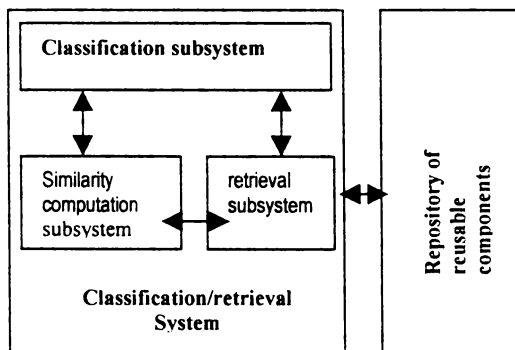 Classification subsystem
Similarity
computation
subsystem
retrieval
subsystem
Classification/retrieval
System
Repository of
reusable
components